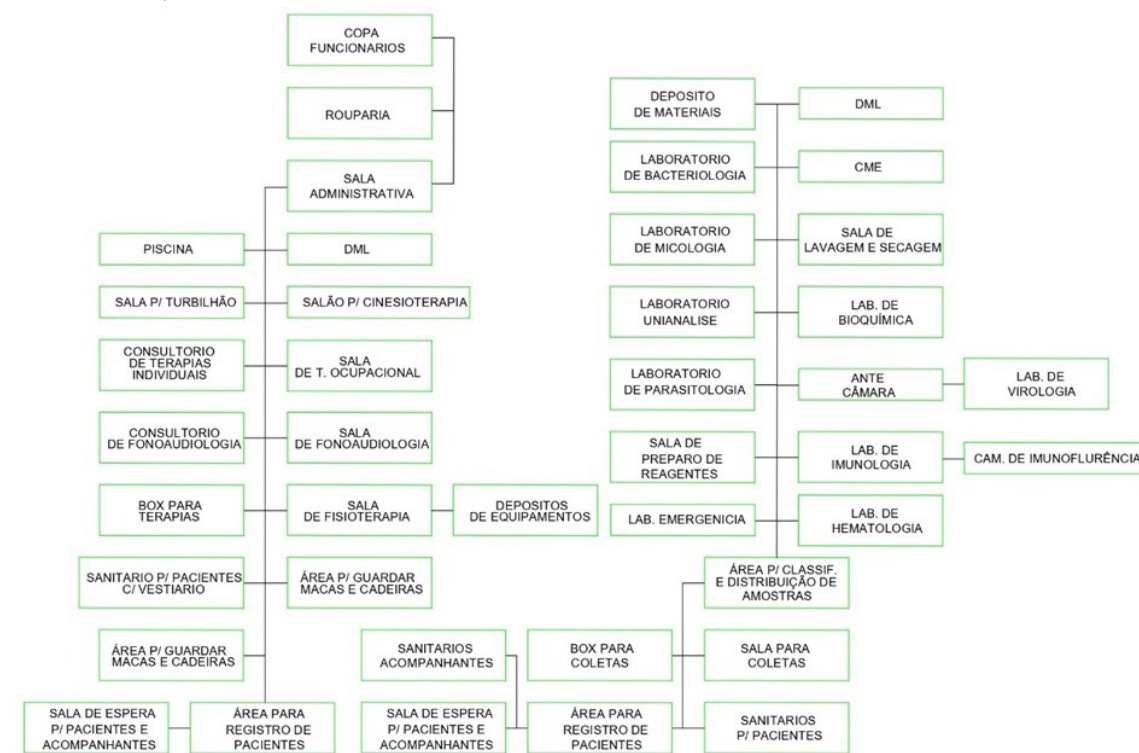 COPA
FUNCIONARIOS
ROUPARIA
SALA
ADMINISTRATIVA
PISCINA
DML
SALA P/ TURBILHÃO
SALÃO P/ CINESIOTERAPIA
CONSULTORIO
DE TERAPIAS
INDIVIDUAIS
SALA
DE T. OCUPACIONAL
CONSULTORIO
DE FONOAUDIOLOGIA
SALA
DE FONOAUDIOLOGIA
BOX PARA
TERAPIAS
SALA
DE FISIOTERAPIA
DEPOSITOS
DE EQUIPAMENTOS
SANITARIO P/ PACIENTES
C/ VESTIARIO
ÁREA P/ GUARDAR
MACAS E CADEIRAS
ÁREA P/ GUARDAR
MACAS E CADEIRAS
SALA DE ESPERA
P/ PACIENTES E
ACOMPANHANTES
ÁREA PARA
REGISTRO DE
PACIENTES
DEPOSITO
DE MATERIAIS
DML
LABORATORIO
DE BACTERIOLOGIA
CME
LABORATORIO
DE MICOLOGIA
SALA DE
LAVAGEM E SECAGEM
LABORATORIO
UNIANALISE
LAB. DE
BIOQUÍMICA
LABORATORIO
DE PARASITOLOGIA
ANTE
CÂMARA
LAB. DE
VIROLOGIA
SALA DE
PREPARO DE
REAGENTES
LAB. DE
IMUNOLOGIA
CAM. DE IMUNOFLURÊNCIA
LAB. EMERGENICIA
LAB. DE
HEMATOLOGIA
ÁREA P/ CLASSIF.
E DISTRIBUIÇÃO DE
AMOSTRAS
SANITARIOS
ACOMPANHANTES
BOX PARA
COLETAS
SALA PARA
COLETAS
SALA DE ESPERA
P/ PACIENTES E
ACOMPANHANTES
ÁREA PARA
REGISTRO DE
PACIENTES
SANITARIOS
P/ PACIENTES